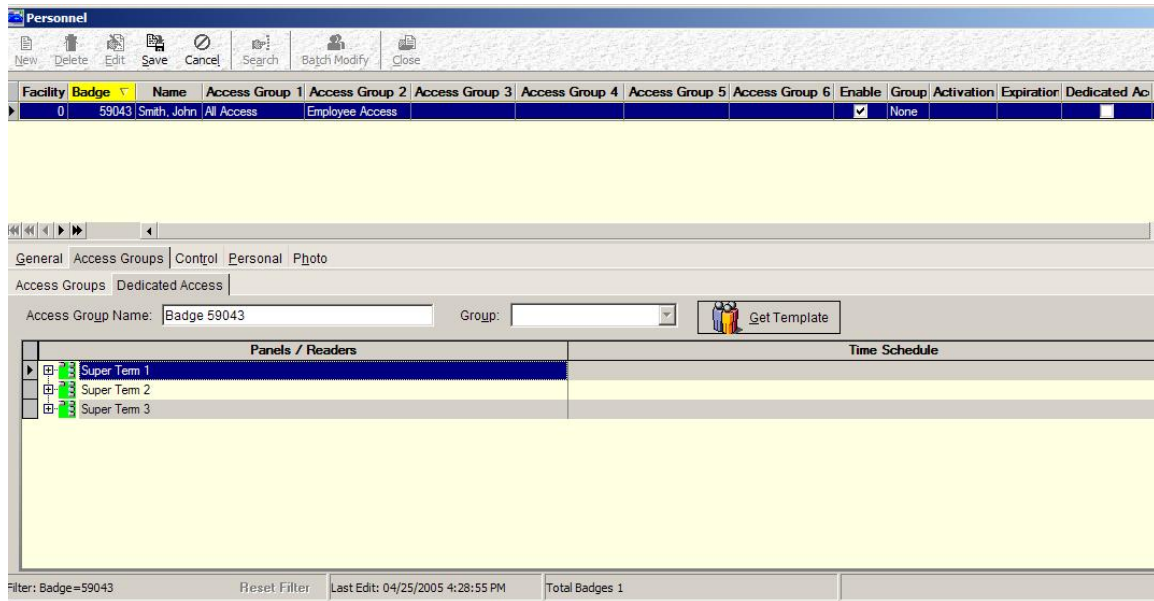 Personnel
New Delete Edit Save Cancel Search Batch Modify Close
Facility Badge Name Access Group 1 Access Group 2 Access Group 3 Access Group 4 Access Group 5 Access Group 6 Enable Group Activation Expiration Dedicated Ac
0 59043 Smith, John All Access Employee Access None
General Access Groups Control Personal Photo
Access Groups Dedicated Access
Access Group Name: Badge 59043 Group: Get Template
Panels / Readers Time Schedule
Super Term 1
Super Term 2
Super Term 3
Filter: Badge=59043 Reset Filter Last Edit: 04/25/2005 4:28:55 PM Total Badges 1